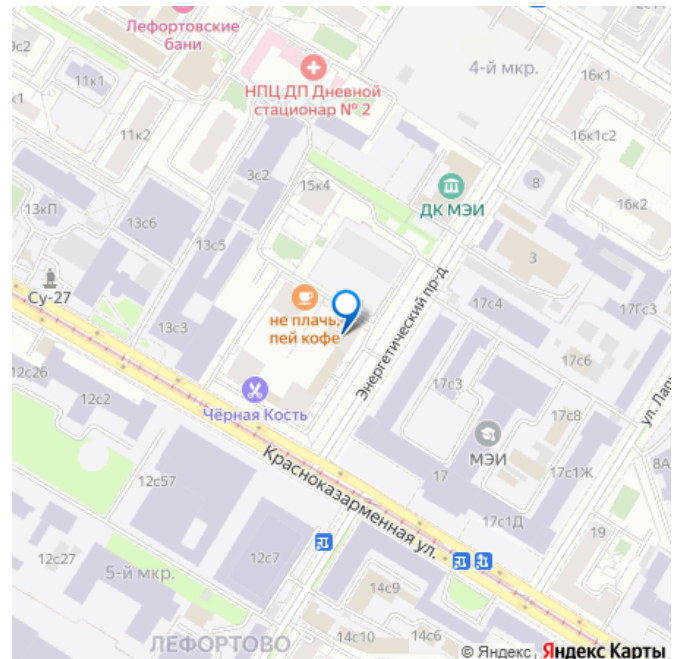 2с14
Лефортовские
бани
9с2
4-й мкр.
11к1
16к1
НПЦ ДП Дневной
стационар № 2
к1
11к2
16к1с2
3с2
15к4
8
16к2
ДК МЭИ
13кП
13с6
13с5
3
Су-27
17с4
17Гс3
не плачь,
пей кофе
Энергетический пр-д
13с3
17с6
12с26
17с3
ул. Лапи
12с2
Чёрная Кость
17с8
МЭИ
8А
12с57
17
17с1Ж
Красноказарменная ул.
17с1Д
19
12с27
12с7
5-й мкр.
14с9
ЛЕФОРТОВО
14с10
14с6
© Яндекс Яндекс Карты